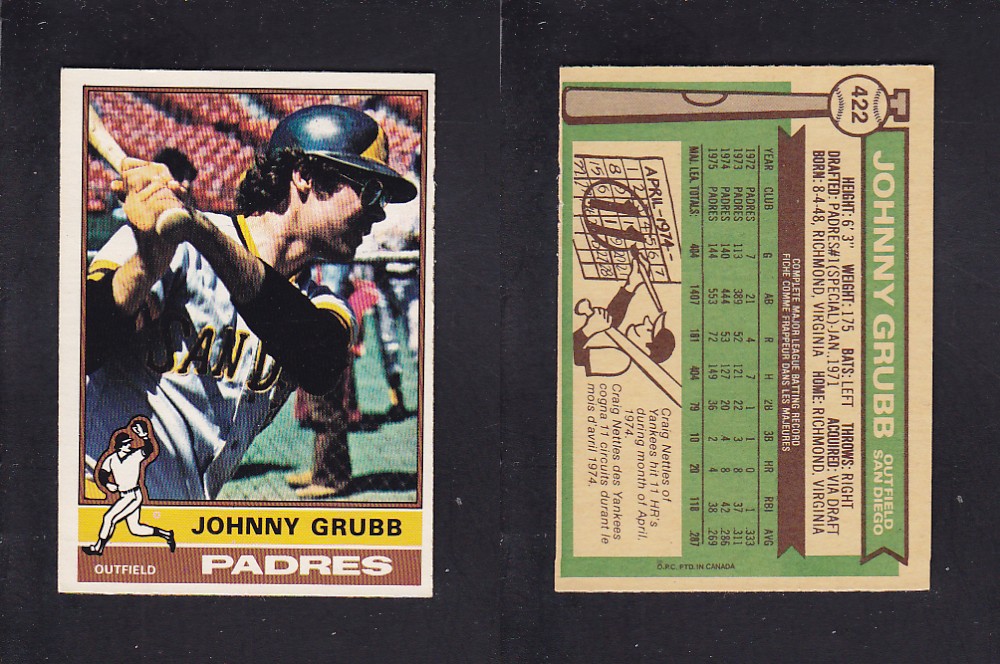 SAN D
JOHNNY GRUBB
OUTFIELD
PADRES
422
JOHNNY GRUBB
OUTFIELD
SAN DIEGO
HEIGHT: 6' 3" WEIGHT: 175 BATS: LEFT THROWS: RIGHT
DRAFTED: PADRES#1(SPECIAL)-JAN., 1971 ACQUIRED: VIA DRAFT
BORN: 8-4-48, RICHMOND, VIRGINIA HOME: RICHMOND, VIRGINIA
COMPLETE MAJOR LEAGUE BATTING RECORD
FICHE COMME FRAPPEUR DANS LES MAJEURES
YEAR CLUB G AB R H 2B 3B HR RBI AVG
1972 PADRES 7 21 4 7 1 1 0 1 .333
1973 PADRES 113 389 52 121 22 3 8 37 .311
1974 PADRES 140 444 53 127 20 4 8 42 .286
1975 PADRES 144 553 72 149 36 2 4 38 .269
MAJ. LEA. TOTALS: 404 1407 181 404 79 10 20 118 .287
APRIL-1974
Craig Nettles of
Yankees hit 11 HR's
during month of April,
1974.
Craig Nettles des Yankees
cogna 11 circuits durant le
mois d'avril 1974.
O.P.C. PTD. IN CANADA